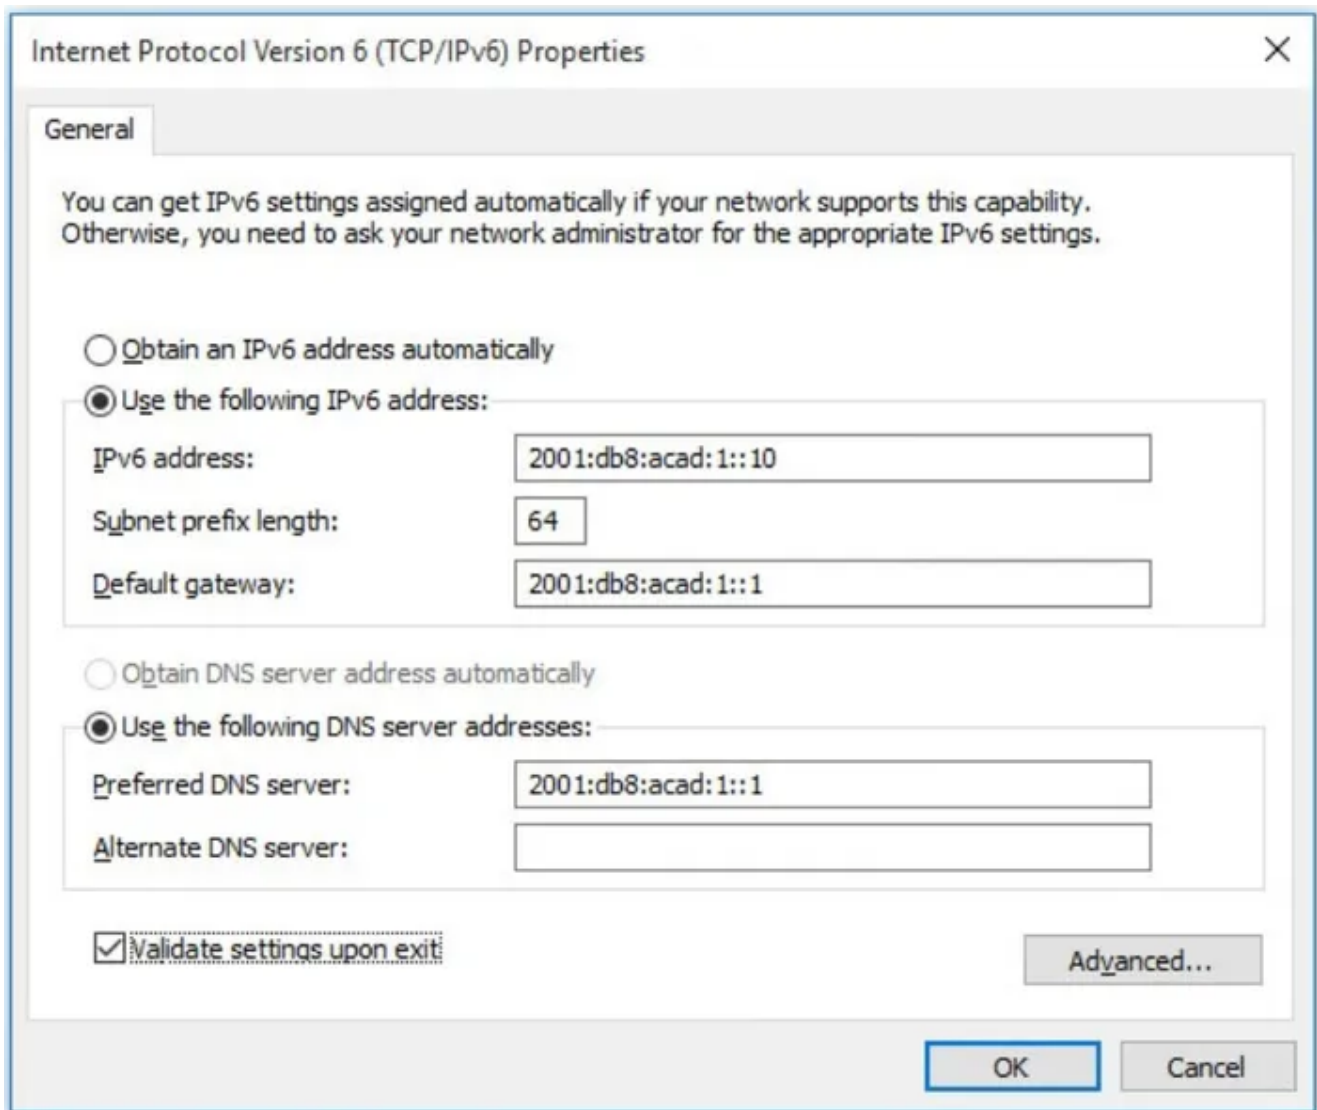 Internet Protocol Version 6 (TCP/IPv6) Properties
General
You can get IPv6 settings assigned automatically if your network supports this capability.
Otherwise, you need to ask your network administrator for the appropriate IPv6 settings.
Obtain an IPv6 address automatically
Use the following IPv6 address:
IPv6 address: 2001:db8:acad:1::10
Subnet prefix length: 64
Default gateway: 2001:db8:acad:1::1
Obtain DNS server address automatically
Use the following DNS server addresses:
Preferred DNS server: 2001:db8:acad:1::1
Alternate DNS server:
Validate settings upon exit
Advanced...
OK Cancel